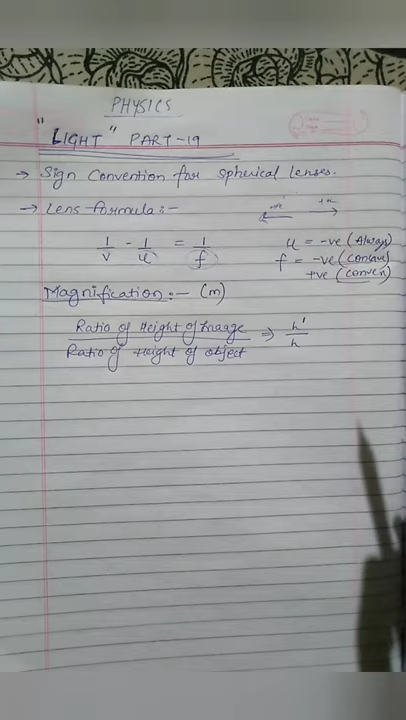 PHYSICS
"LIGHT" PART-19
→ Sign Convention for Spherical Lenses.
-ve +ve
→ Lens formula:-
1/v - 1/u = 1/f
u = -ve (Always)
f = -ve (Concave)
+ve (Convex)
Magnification:- (m)
Ratio of Height of Image
Ratio of Height of object
⇒ h'/h